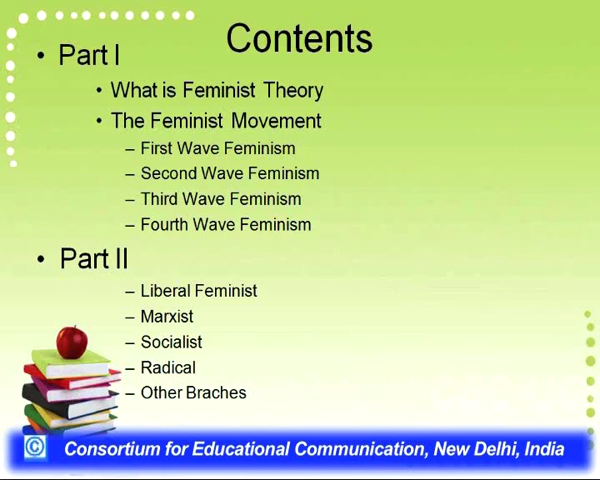 Contents
• Part I
• What is Feminist Theory
• The Feminist Movement
– First Wave Feminism
– Second Wave Feminism
– Third Wave Feminism
– Fourth Wave Feminism
• Part II
– Liberal Feminist
– Marxist
– Socialist
– Radical
– Other Braches
© Consortium for Educational Communication, New Delhi, India